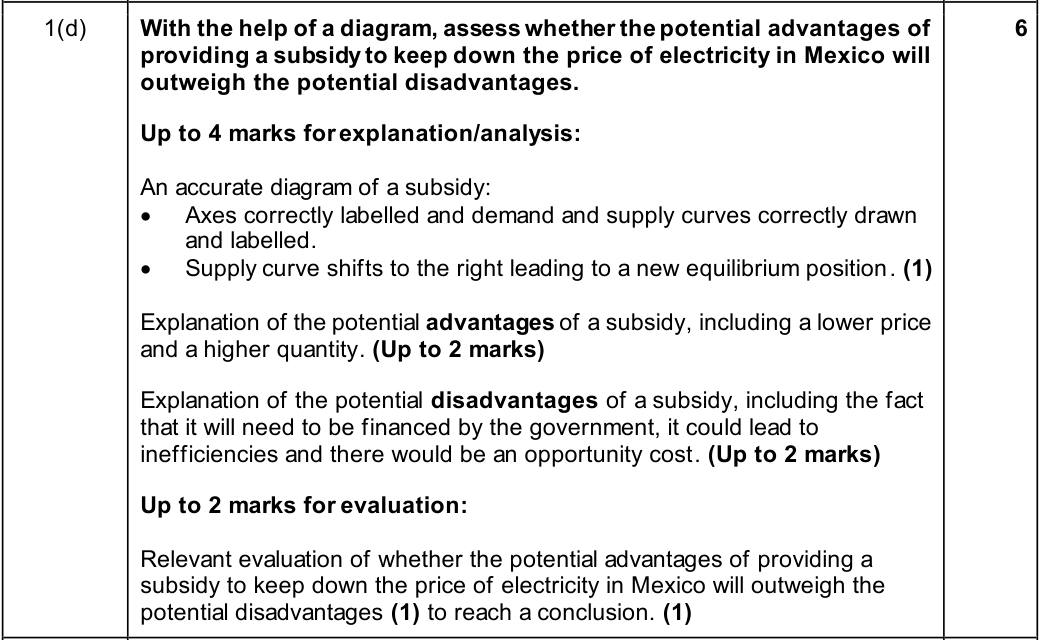 1(d) With the help of a diagram, assess whether the potential advantages of 6
providing a subsidy to keep down the price of electricity in Mexico will
outweigh the potential disadvantages.
Up to 4 marks for explanation/analysis:
An accurate diagram of a subsidy:
• Axes correctly labelled and demand and supply curves correctly drawn
and labelled.
• Supply curve shifts to the right leading to a new equilibrium position. (1)
Explanation of the potential advantages of a subsidy, including a lower price
and a higher quantity. (Up to 2 marks)
Explanation of the potential disadvantages of a subsidy, including the fact
that it will need to be financed by the government, it could lead to
inefficiencies and there would be an opportunity cost. (Up to 2 marks)
Up to 2 marks for evaluation:
Relevant evaluation of whether the potential advantages of providing a
subsidy to keep down the price of electricity in Mexico will outweigh the
potential disadvantages (1) to reach a conclusion. (1)